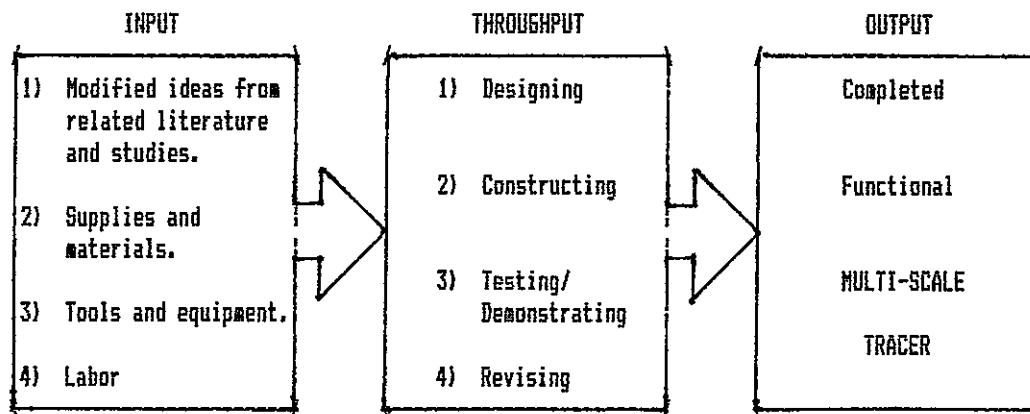 INPUT
1) Modified ideas from
related literature
and studies.
2) Supplies and
materials.
3) Tools and equipment.
4) Labor
THROUGHPUT
1) Designing
2) Constructing
3) Testing/
Demonstrating
4) Revising
OUTPUT
Completed
Functional
MULTI-SCALE
TRACER